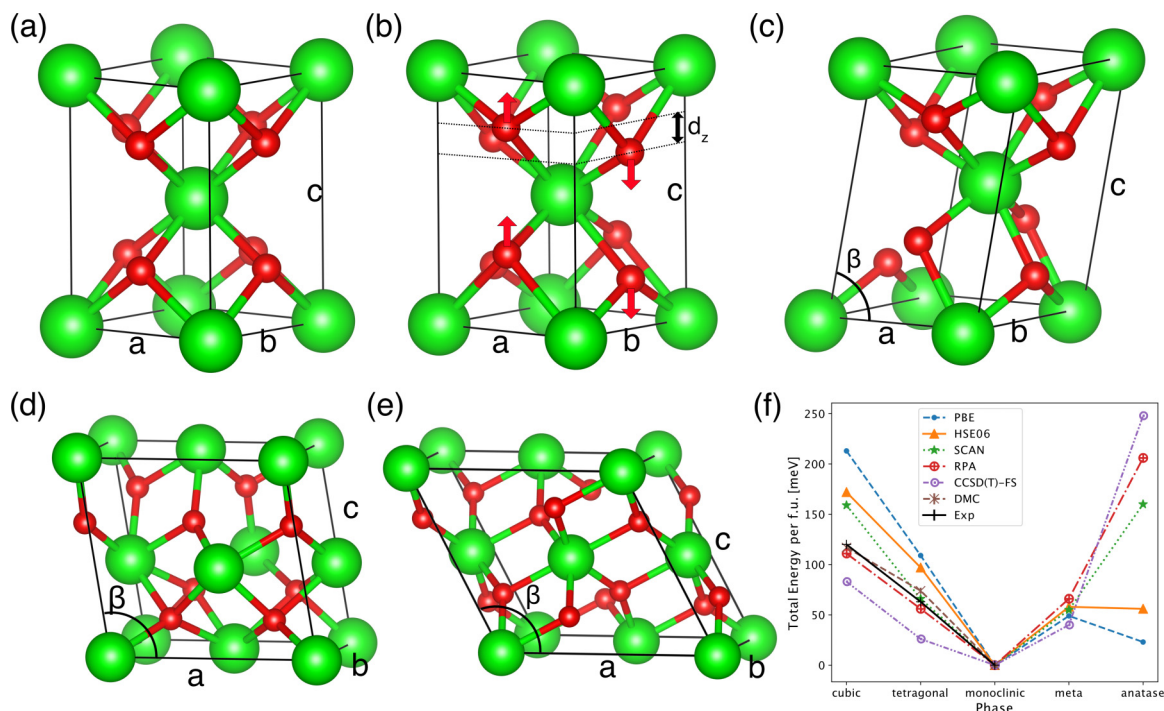 (a)
c
a
b
(b)
d_z
c
a
b
(c)
c
β
a
b
(d)
c
β
a
b
(e)
c
β
a
b
(f)
Total Energy per f.u. [meV]
250
200
150
100
50
0
PBE
HSE06
SCAN
RPA
CCSD(T)-FS
DMC
Exp
cubic tetragonal monoclinic meta anatase
Phase